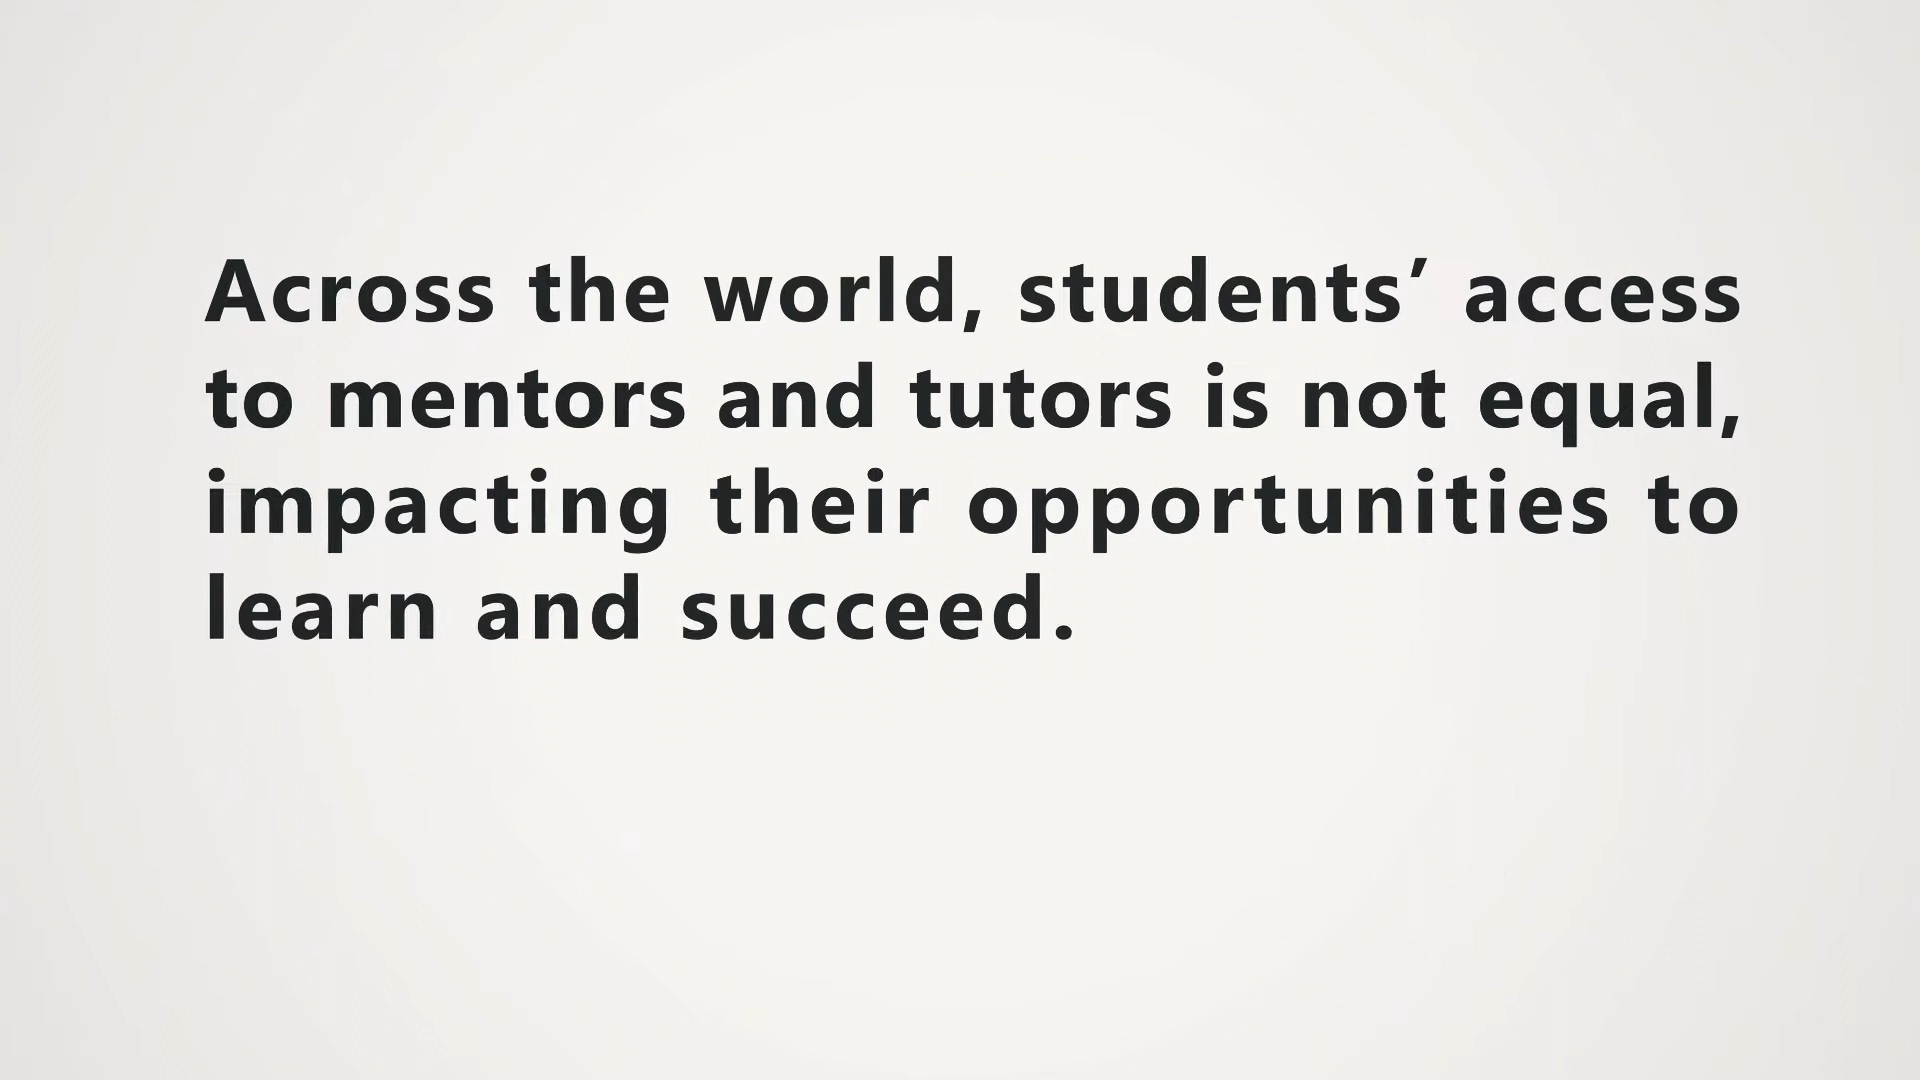 Across the world, students’ access
to mentors and tutors is not equal,
impacting their opportunities to
learn and succeed.